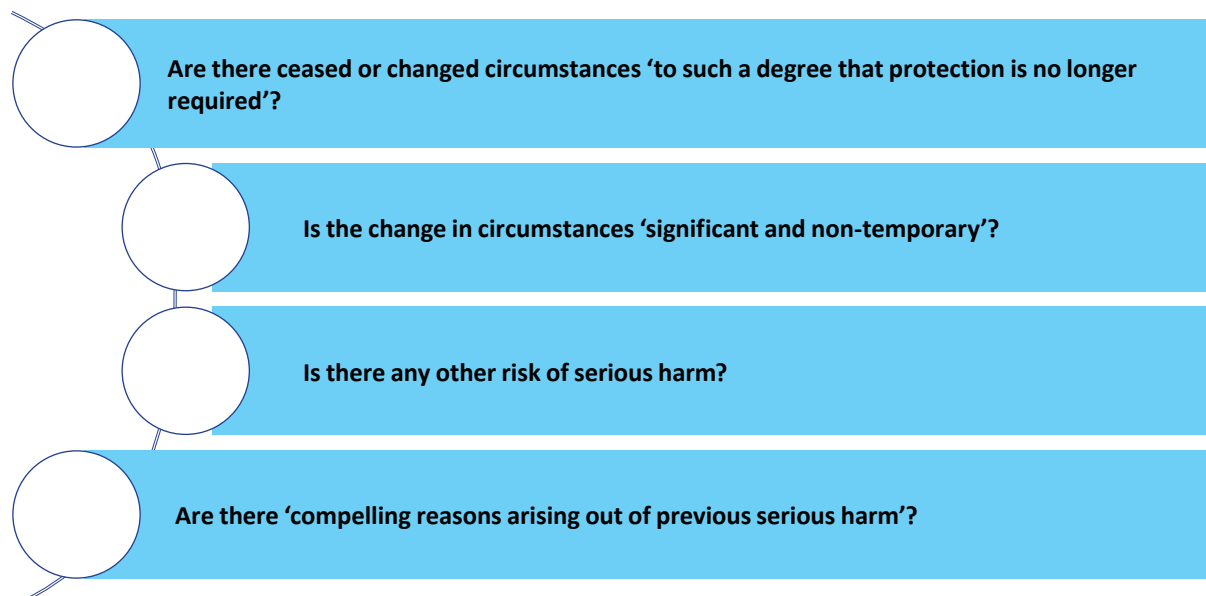 Are there ceased or changed circumstances ‘to such a degree that protection is no longer
required’?
Is the change in circumstances ‘significant and non-temporary’?
Is there any other risk of serious harm?
Are there ‘compelling reasons arising out of previous serious harm’?